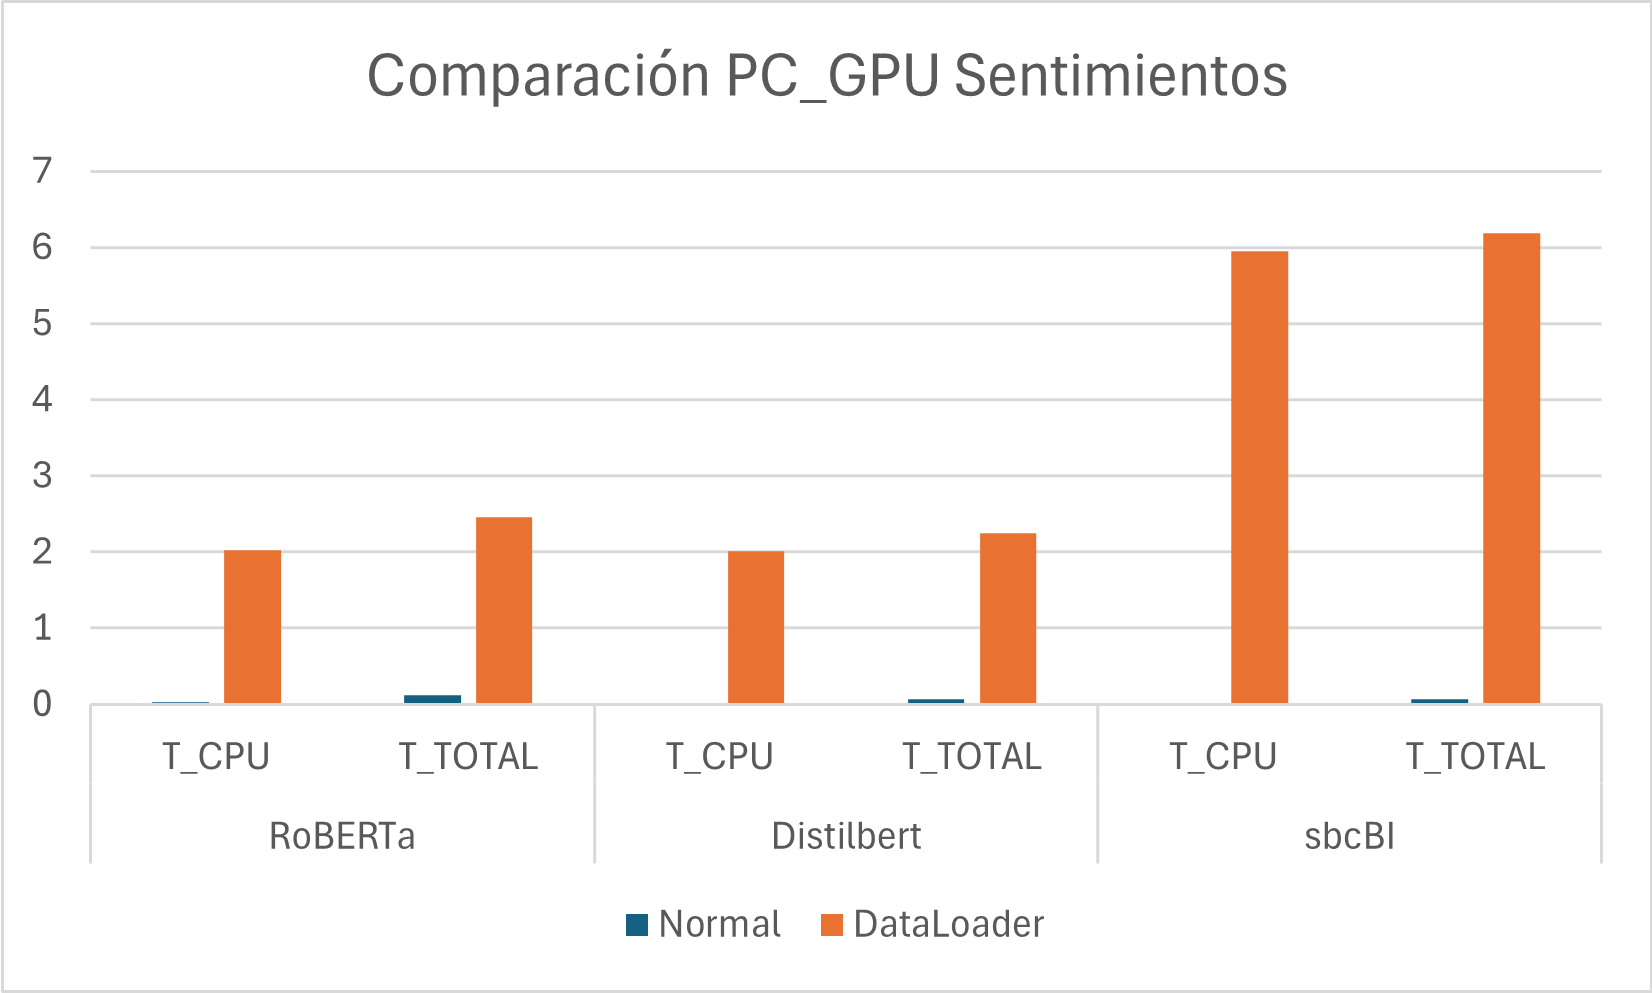 Comparación PC_GPU Sentimientos
7
6
5
4
3
2
1
0
T_CPU T_TOTAL T_CPU T_TOTAL T_CPU T_TOTAL
RoBERTa Distilbert sbcBI
Normal DataLoader